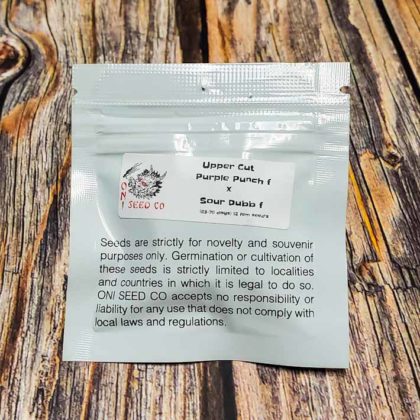 Upper Cut
Purple Punch f
x
Sour Dubb f
ONI SEED CO
Seeds are strictly for novelty and souvenir
purposes only. Germination or cultivation of
these seeds is strictly limited to localities
and countries in which it is legal to do so.
ONI SEED CO accepts no responsibility or
liability for any use that does not comply with
local laws and regulations.